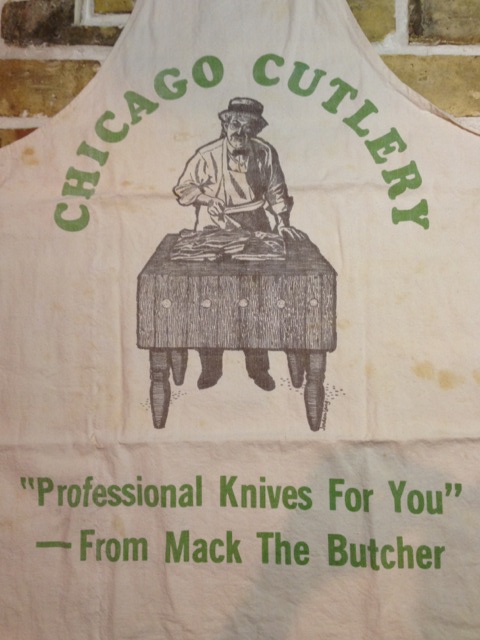 CHICAGO CUTLERY
"Professional Knives For You"
— From Mack The Butcher